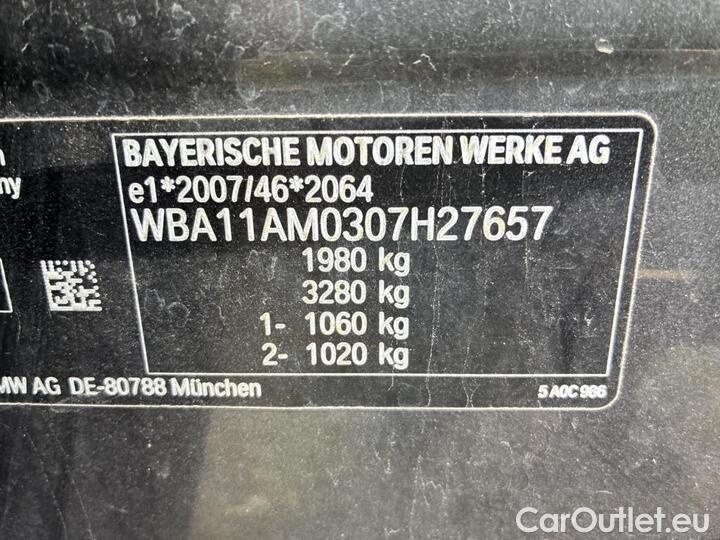 BAYERISCHE MOTOREN WERKE AG
e1*2007/46*2064
WBA11AM0307H27657
1980 kg
3280 kg
1- 1060 kg
2- 1020 kg
MW AG DE-80788 München
5 A0C 986
CarOutlet.eu